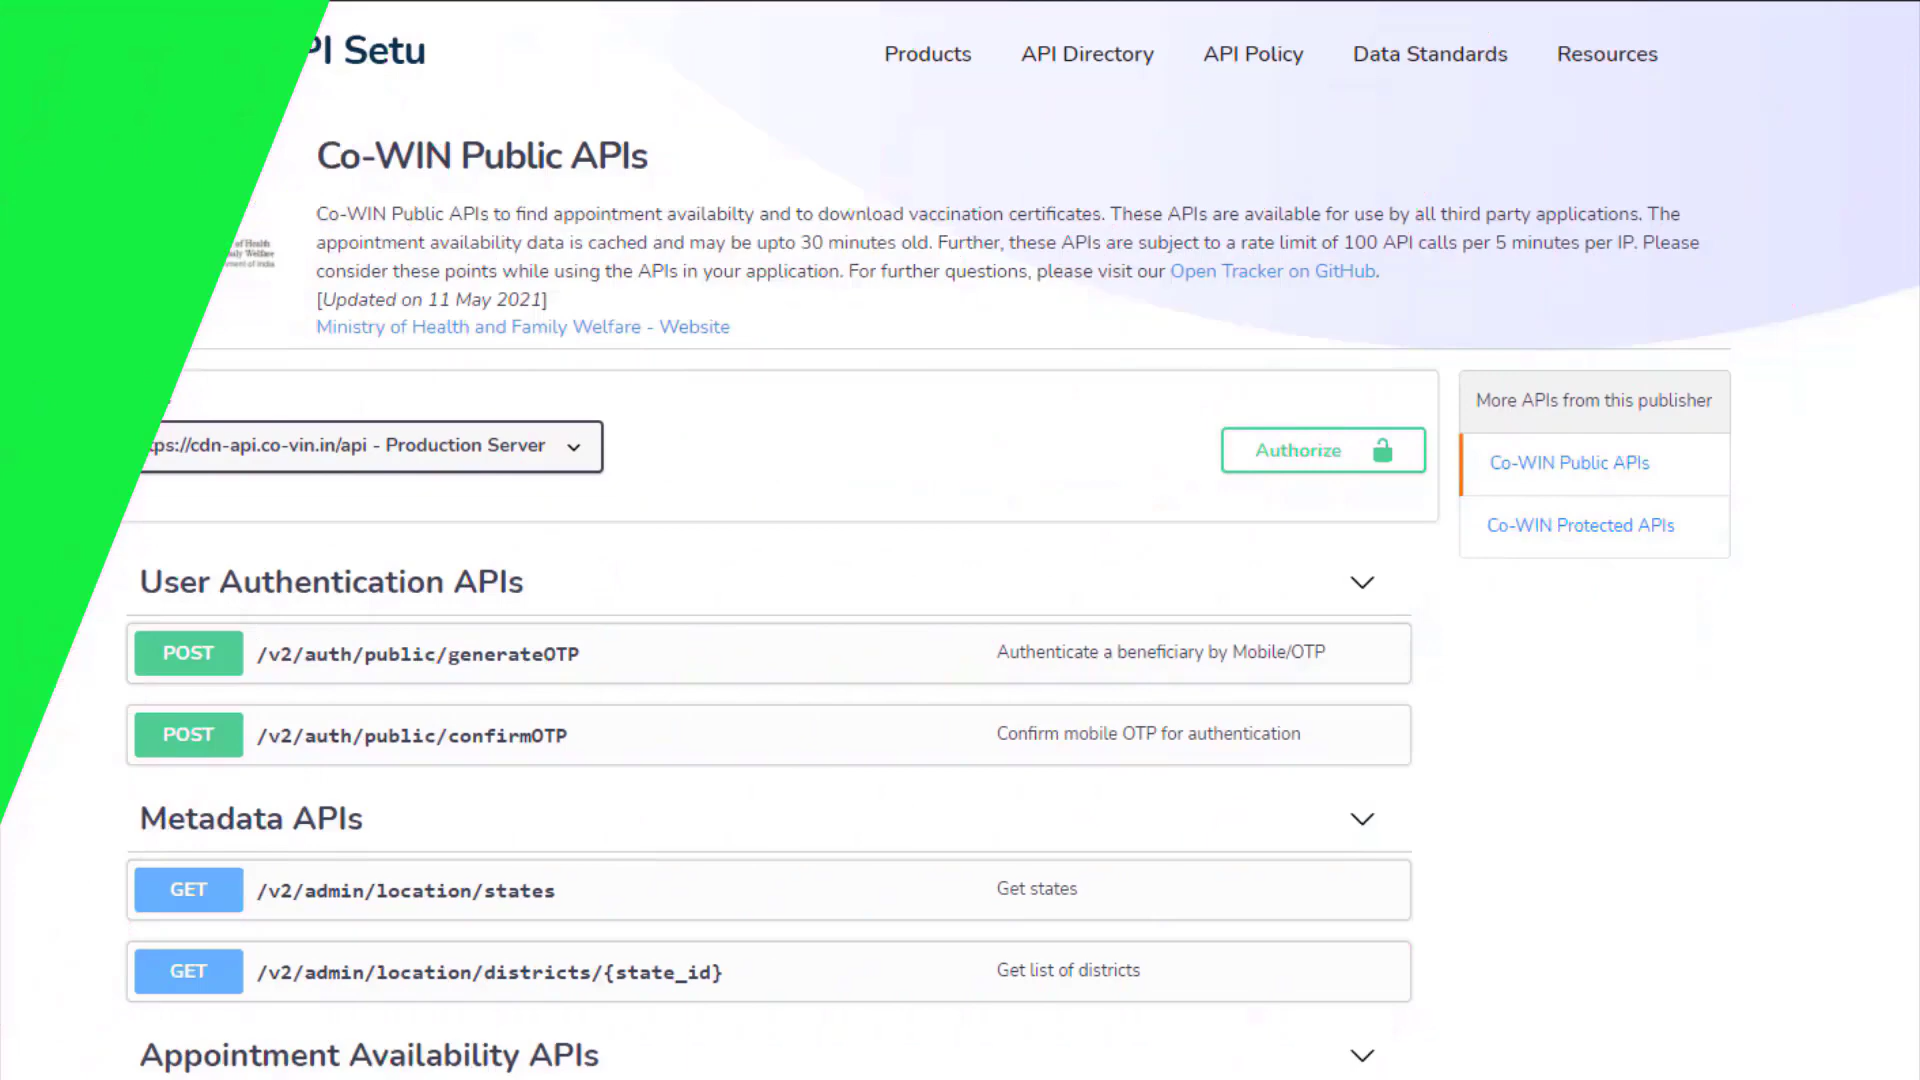 PI Setu
Products API Directory API Policy Data Standards Resources
Co-WIN Public APIs
Co-WIN Public APIs to find appointment availabilty and to download vaccination certificates. These APIs are available for use by all third party applications. The
appointment availability data is cached and may be upto 30 minutes old. Further, these APIs are subject to a rate limit of 100 API calls per 5 minutes per IP. Please
consider these points while using the APIs in your application. For further questions, please visit our Open Tracker on GitHub.
[Updated on 11 May 2021]
Ministry of Health and Family Welfare - Website
of Health
Welfare
of India
tps://cdn-api.co-vin.in/api - Production Server
Authorize
More APIs from this publisher
Co-WIN Public APIs
Co-WIN Protected APIs
User Authentication APIs
POST /v2/auth/public/generateOTP Authenticate a beneficiary by Mobile/OTP
POST /v2/auth/public/confirmOTP Confirm mobile OTP for authentication
Metadata APIs
GET /v2/admin/location/states Get states
GET /v2/admin/location/districts/{state_id} Get list of districts
Appointment Availability APIs